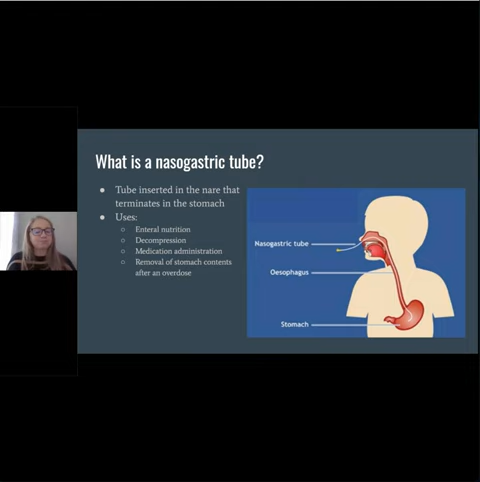 What is a nasogastric tube?
● Tube inserted in the nare that
terminates in the stomach
● Uses:
○ Enteral nutrition
○ Decompression
○ Medication administration
○ Removal of stomach contents
after an overdose
Nasogastric tube
Oesophagus
Stomach